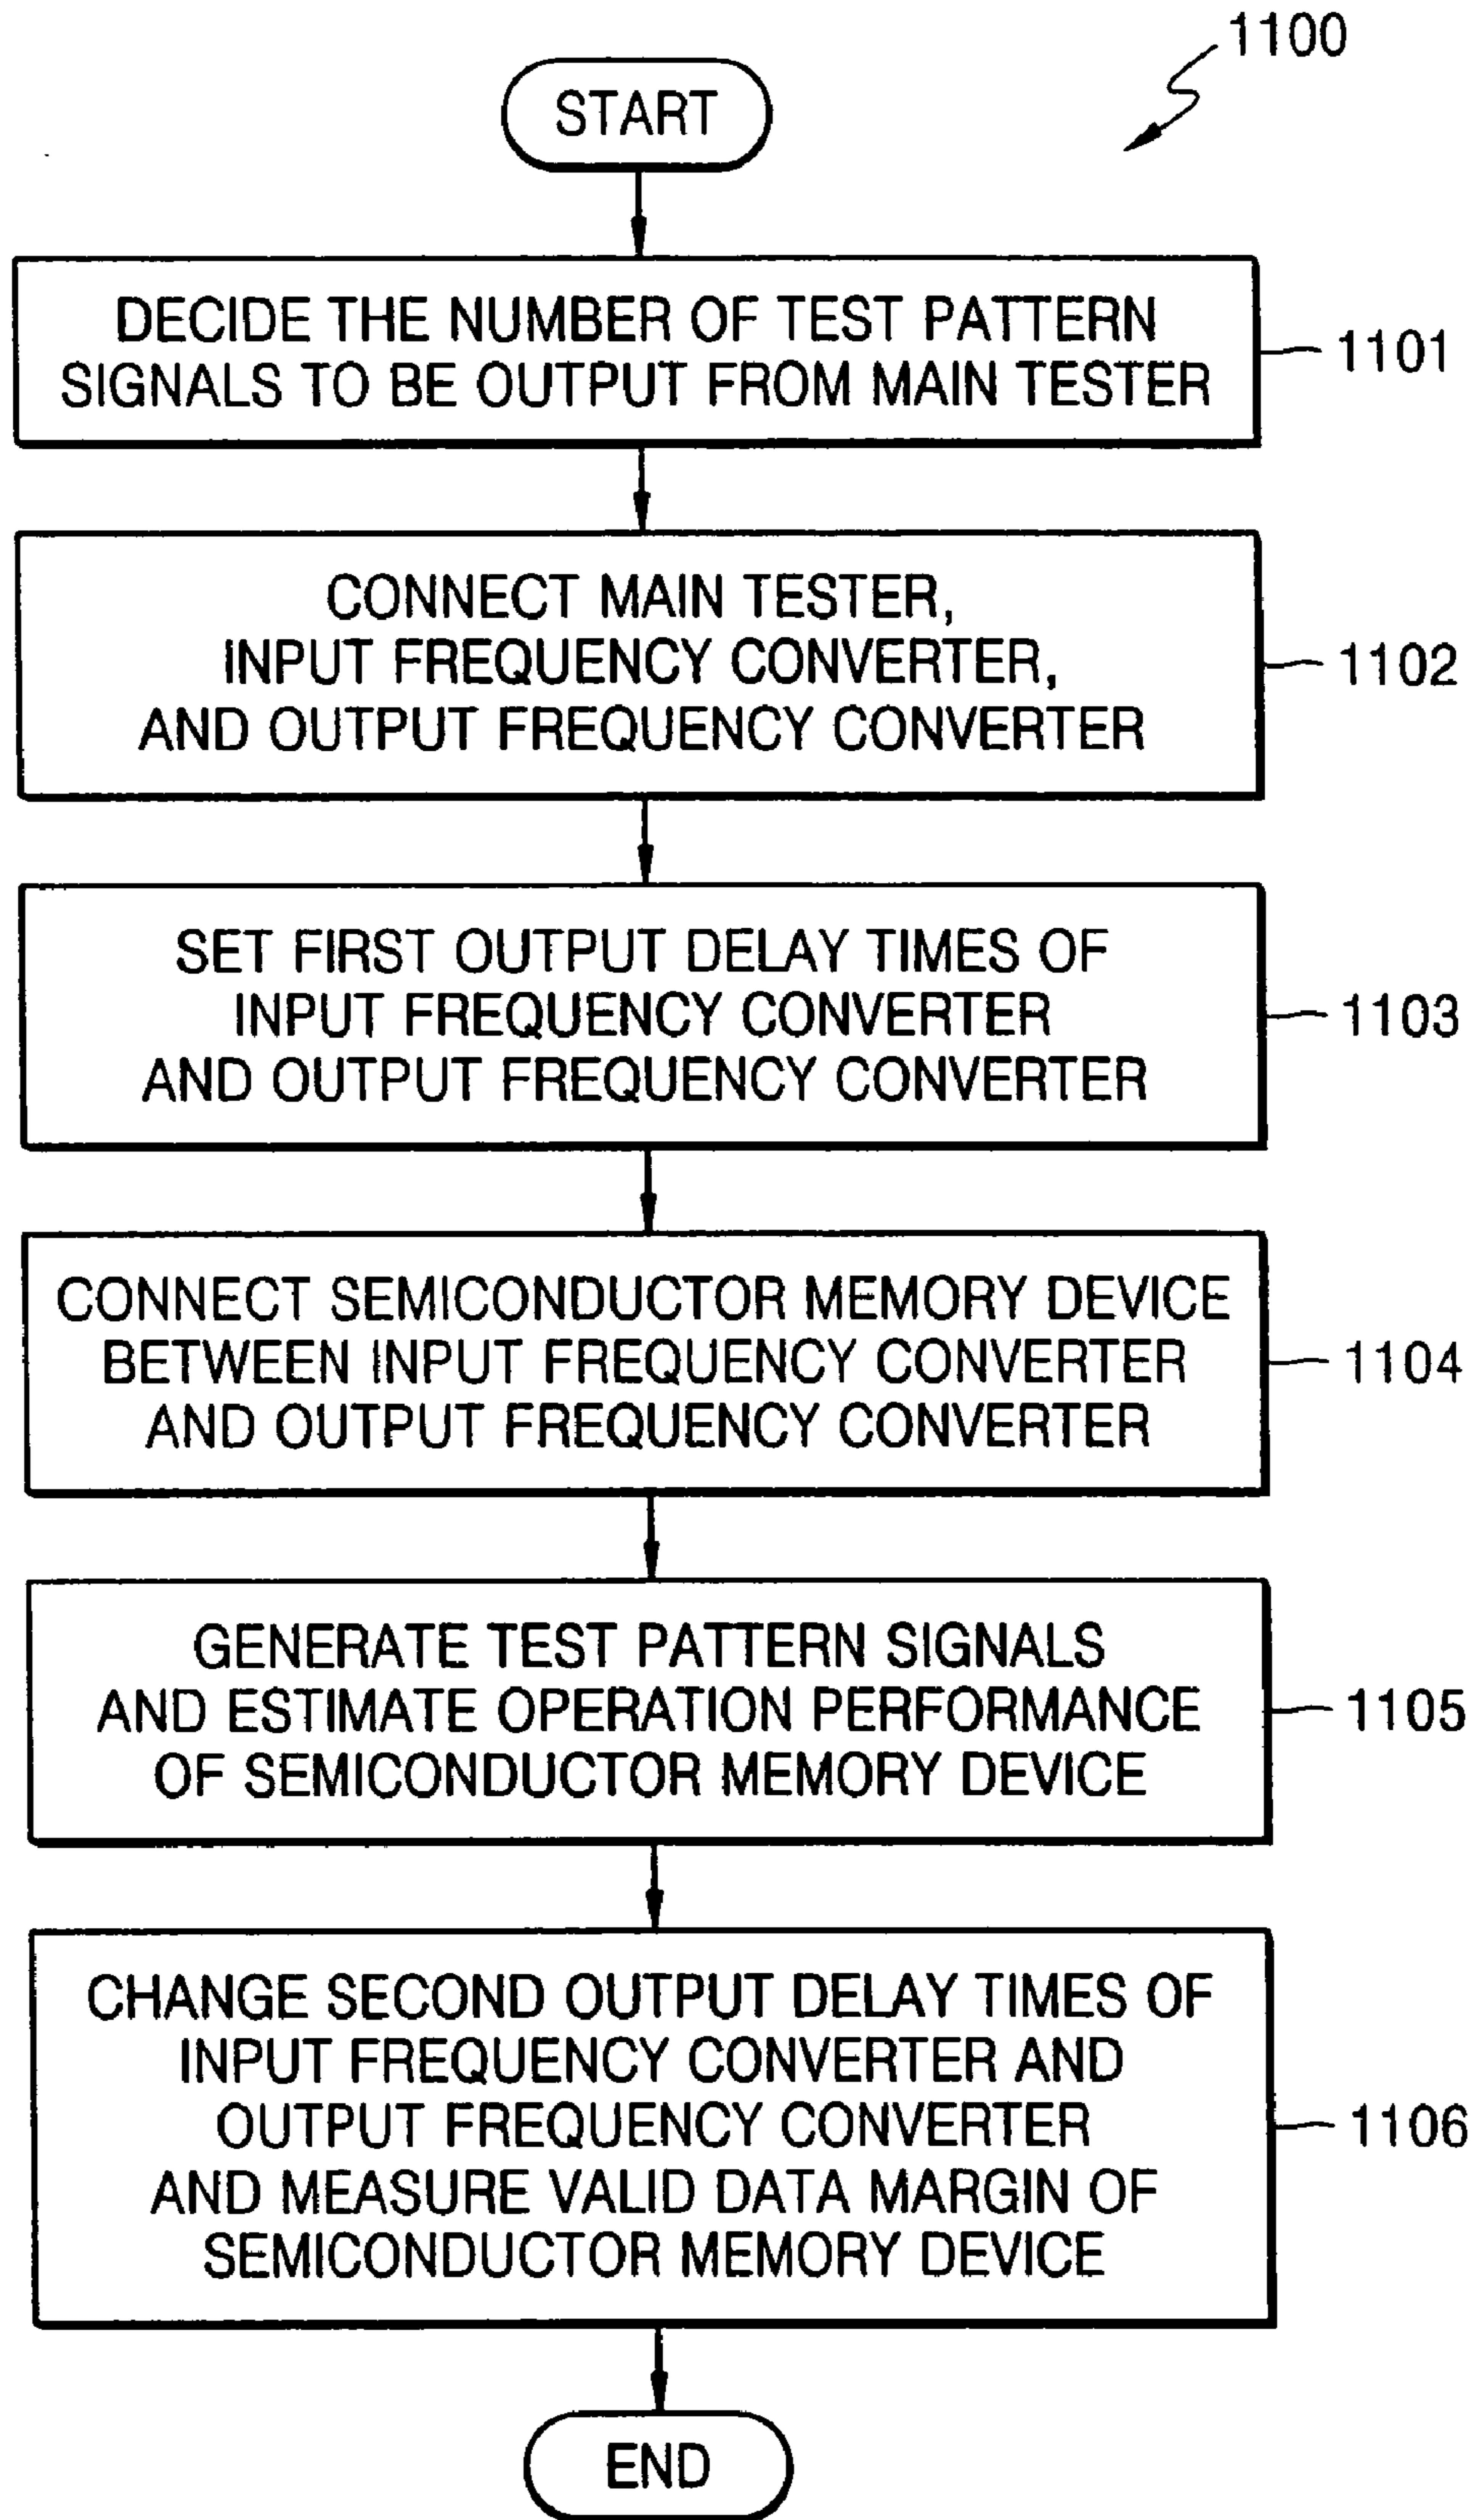 1100
START
DECIDE THE NUMBER OF TEST PATTERN
SIGNALS TO BE OUTPUT FROM MAIN TESTER
1101
CONNECT MAIN TESTER,
INPUT FREQUENCY CONVERTER,
AND OUTPUT FREQUENCY CONVERTER
1102
SET FIRST OUTPUT DELAY TIMES OF
INPUT FREQUENCY CONVERTER
AND OUTPUT FREQUENCY CONVERTER
1103
CONNECT SEMICONDUCTOR MEMORY DEVICE
BETWEEN INPUT FREQUENCY CONVERTER
AND OUTPUT FREQUENCY CONVERTER
1104
GENERATE TEST PATTERN SIGNALS
AND ESTIMATE OPERATION PERFORMANCE
OF SEMICONDUCTOR MEMORY DEVICE
1105
CHANGE SECOND OUTPUT DELAY TIMES OF
INPUT FREQUENCY CONVERTER AND
OUTPUT FREQUENCY CONVERTER
AND MEASURE VALID DATA MARGIN OF
SEMICONDUCTOR MEMORY DEVICE
1106
END